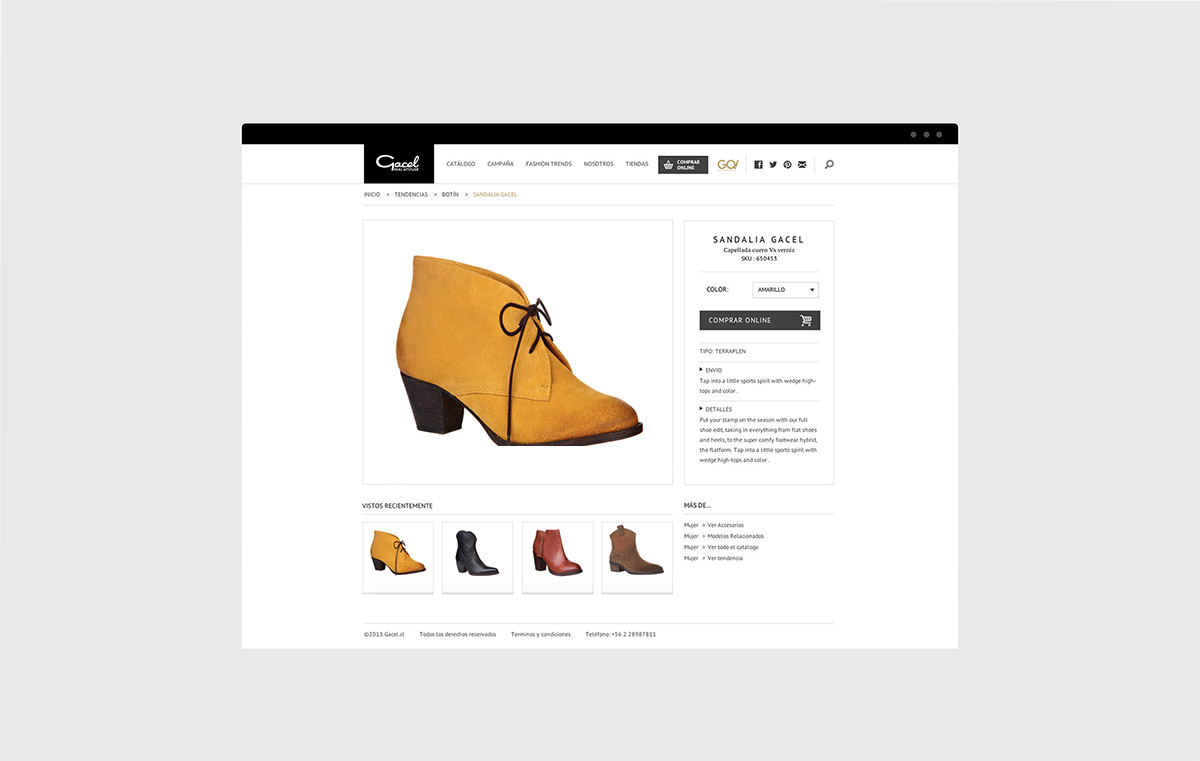 Gacel
REAL ATTITUDE
CATÁLOGO CAMPAÑA FASHION TRENDS NOSOTROS TIENDAS
COMPRAR
ONLINE
GO!
INICIO > TENDENCIAS > BOTÍN > SANDALIA GACEL
SANDALIA GACEL
Capellada cuero Vx verniz
SKU : 650453
COLOR: AMARILLO
COMPRAR ONLINE
TIPO: TERRAPLEN
ENVIO
Tap into a little sports spirit with wedge high-
tops and color .
DETALLES
Put your stamp on the season with our full
shoe edit, taking in everything from flat shoes
and heels, to the super comfy footwear hybrid,
the flatform. Tap into a little sports spirit with
wedge high-tops and color .
VISTOS RECIENTEMENTE
MÁS DE...
Mujer > Ver Accesorios
Mujer > Modelos Relacionados
Mujer > Ver todo el catálogo
Mujer > Ver tendencia
©2013 Gacel.cl Todos los derechos reservados Terminos y condiciones Teléfono: +56 2 28987811